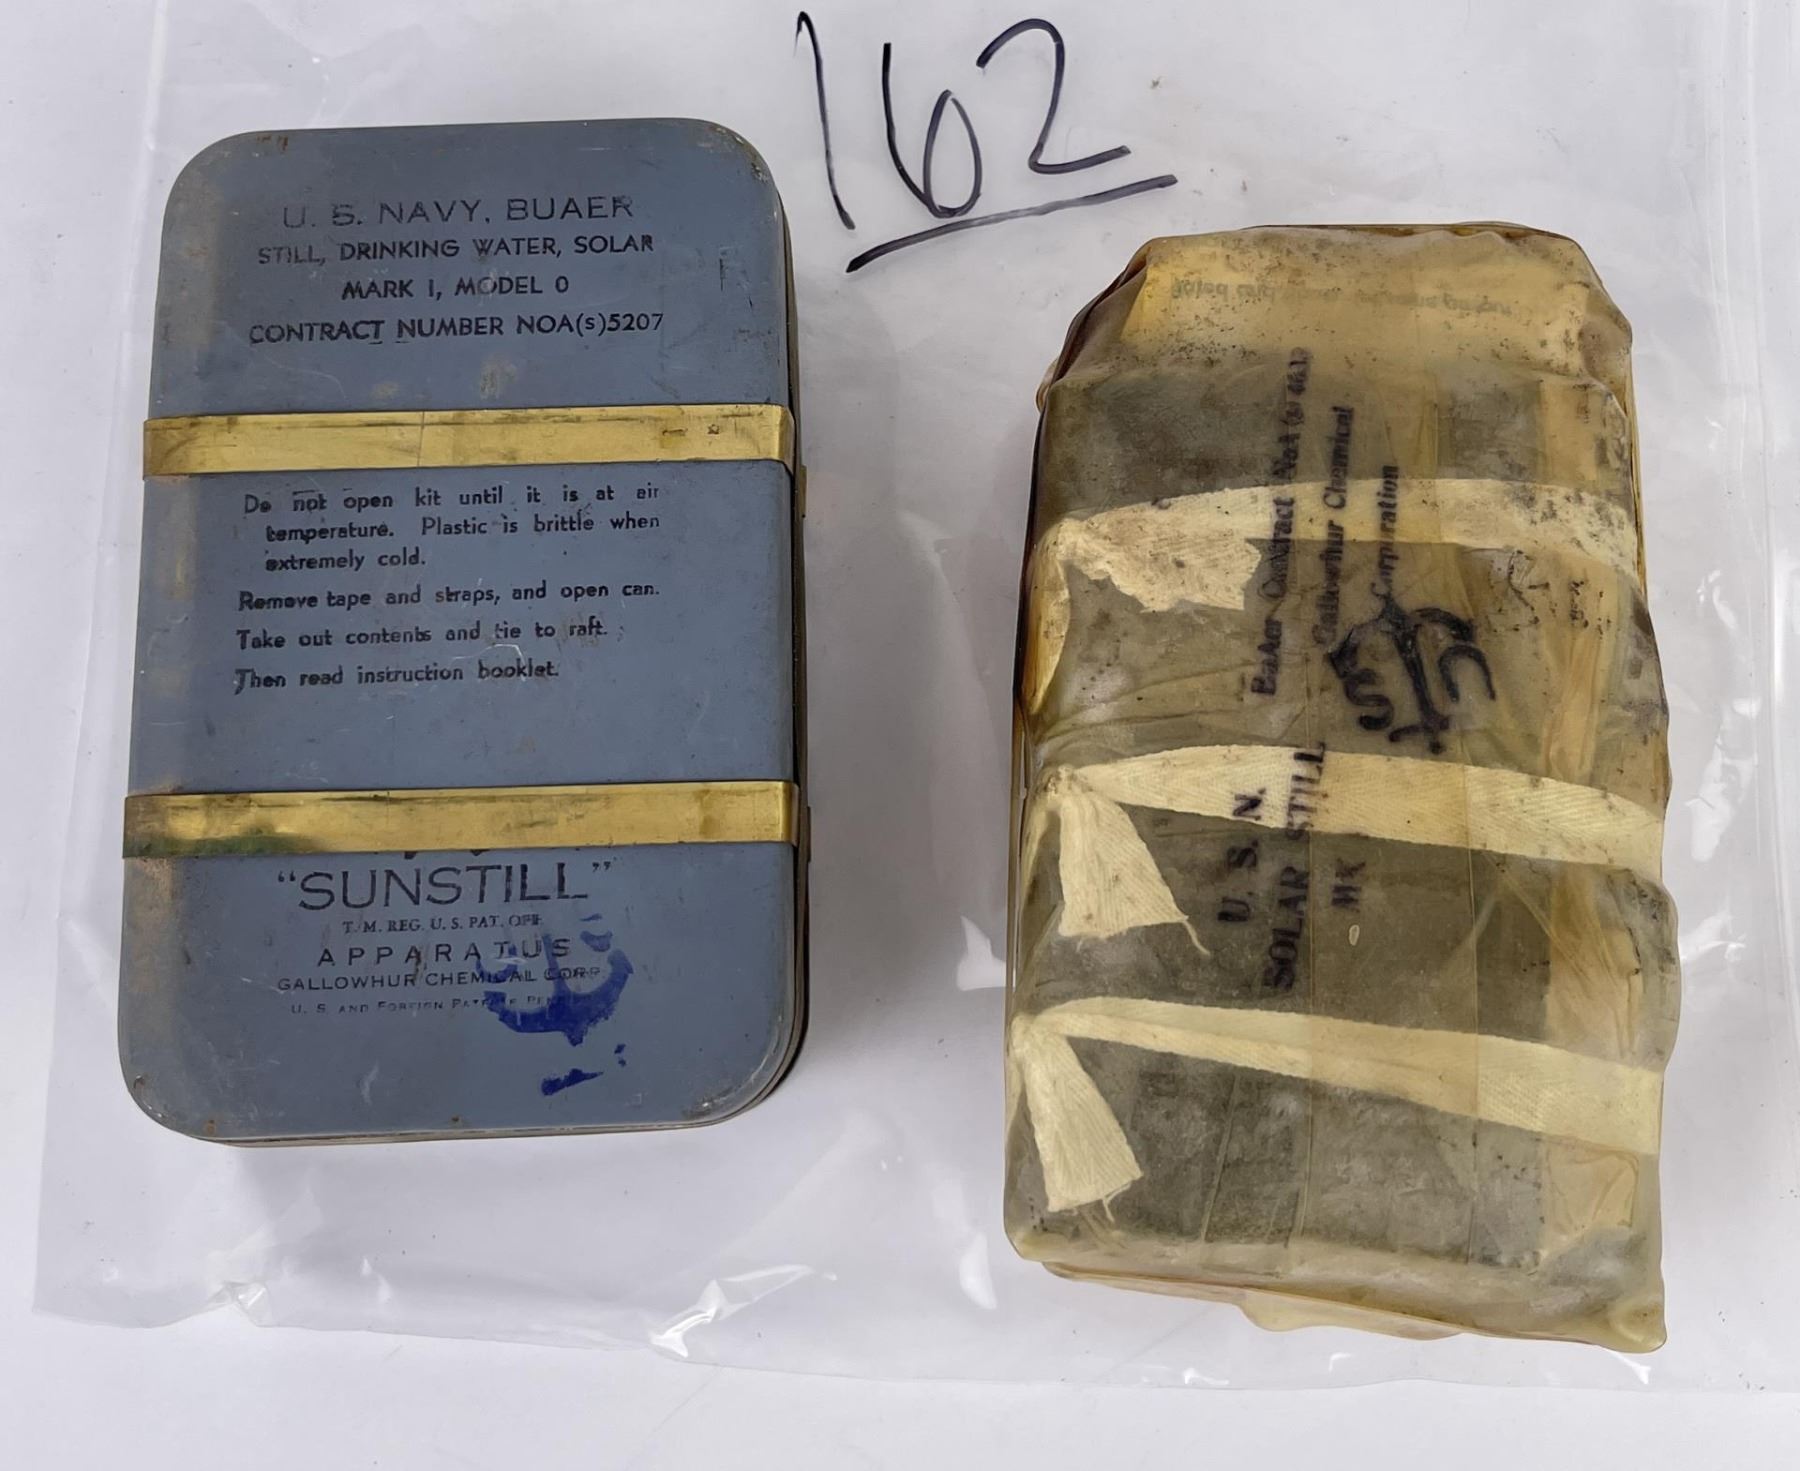 162
U. S. NAVY, BUAER
STILL, DRINKING WATER, SOLAR
MARK I, MODEL 0
CONTRACT NUMBER NOA(s)5207
Do not open kit until it is at air
temperature. Plastic is brittle when
extremely cold.
Remove tape and straps, and open can.
Take out contents and tie to raft.
Then read instruction booklet.
"SUNSTILL"
T. M. REG. U. S. PAT. OFF.
APPARATUS
GALLOWHUR CHEMICAL CORP.
U. S. AND FOREIGN
U. S. N.
SOLAR STILL
MK
BuAer Contract NoA (s)
Gallowhur Chemical
Corporation
U S